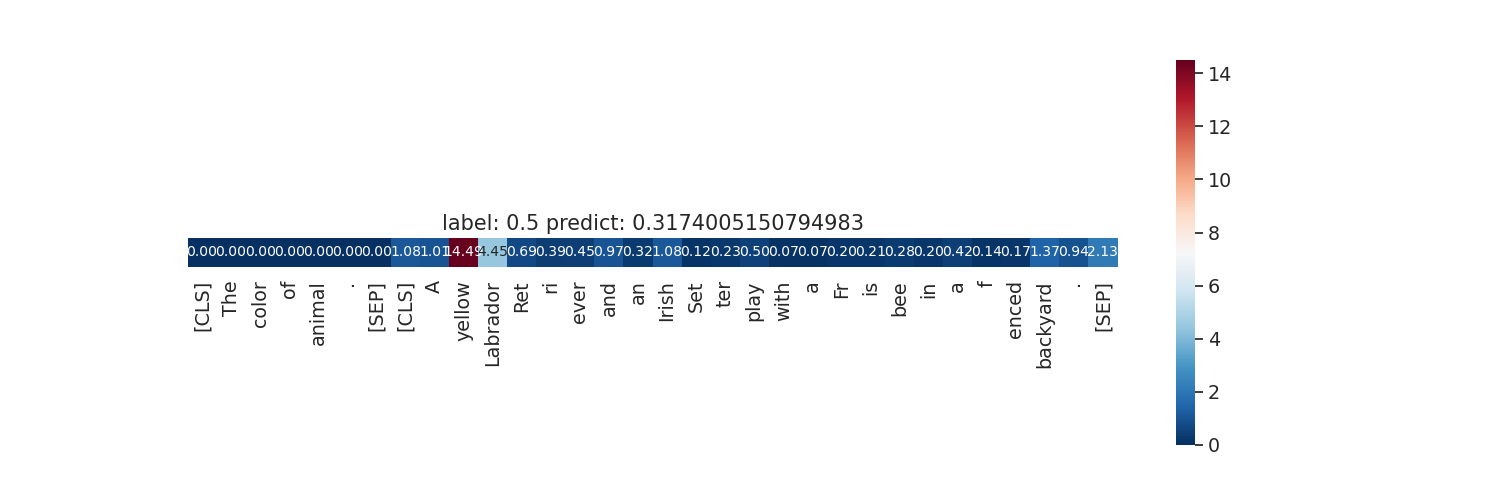 label: 0.5 predict: 0.3174005150794983
0.00 0.00 0.00 0.00 0.00 0.00 0.00 1.08 1.01 14.49 4.45 0.69 0.39 0.45 0.97 0.32 1.08 0.12 0.23 0.50 0.07 0.07 0.20 0.21 0.28 0.20 0.42 0.14 0.17 1.37 0.94 2.13
[CLS] The color of animal . [SEP] [CLS] A yellow Labrador Ret ri ever and an Irish Set ter play with a Fr is bee in a f enced backyard . [SEP]
14
12
10
8
6
4
2
0